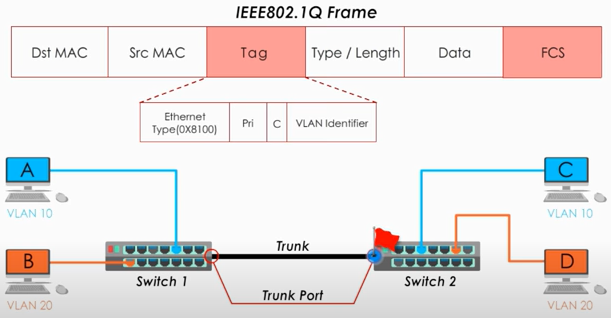 IEEE802.1Q Frame
Dst MAC
Src MAC
Tag
Type / Length
Data
FCS
Ethernet
Type(0X8100)
Pri
C
VLAN Identifier
A
VLAN 10
B
VLAN 20
Switch 1
Trunk
Trunk Port
Switch 2
C
VLAN 10
D
VLAN 20